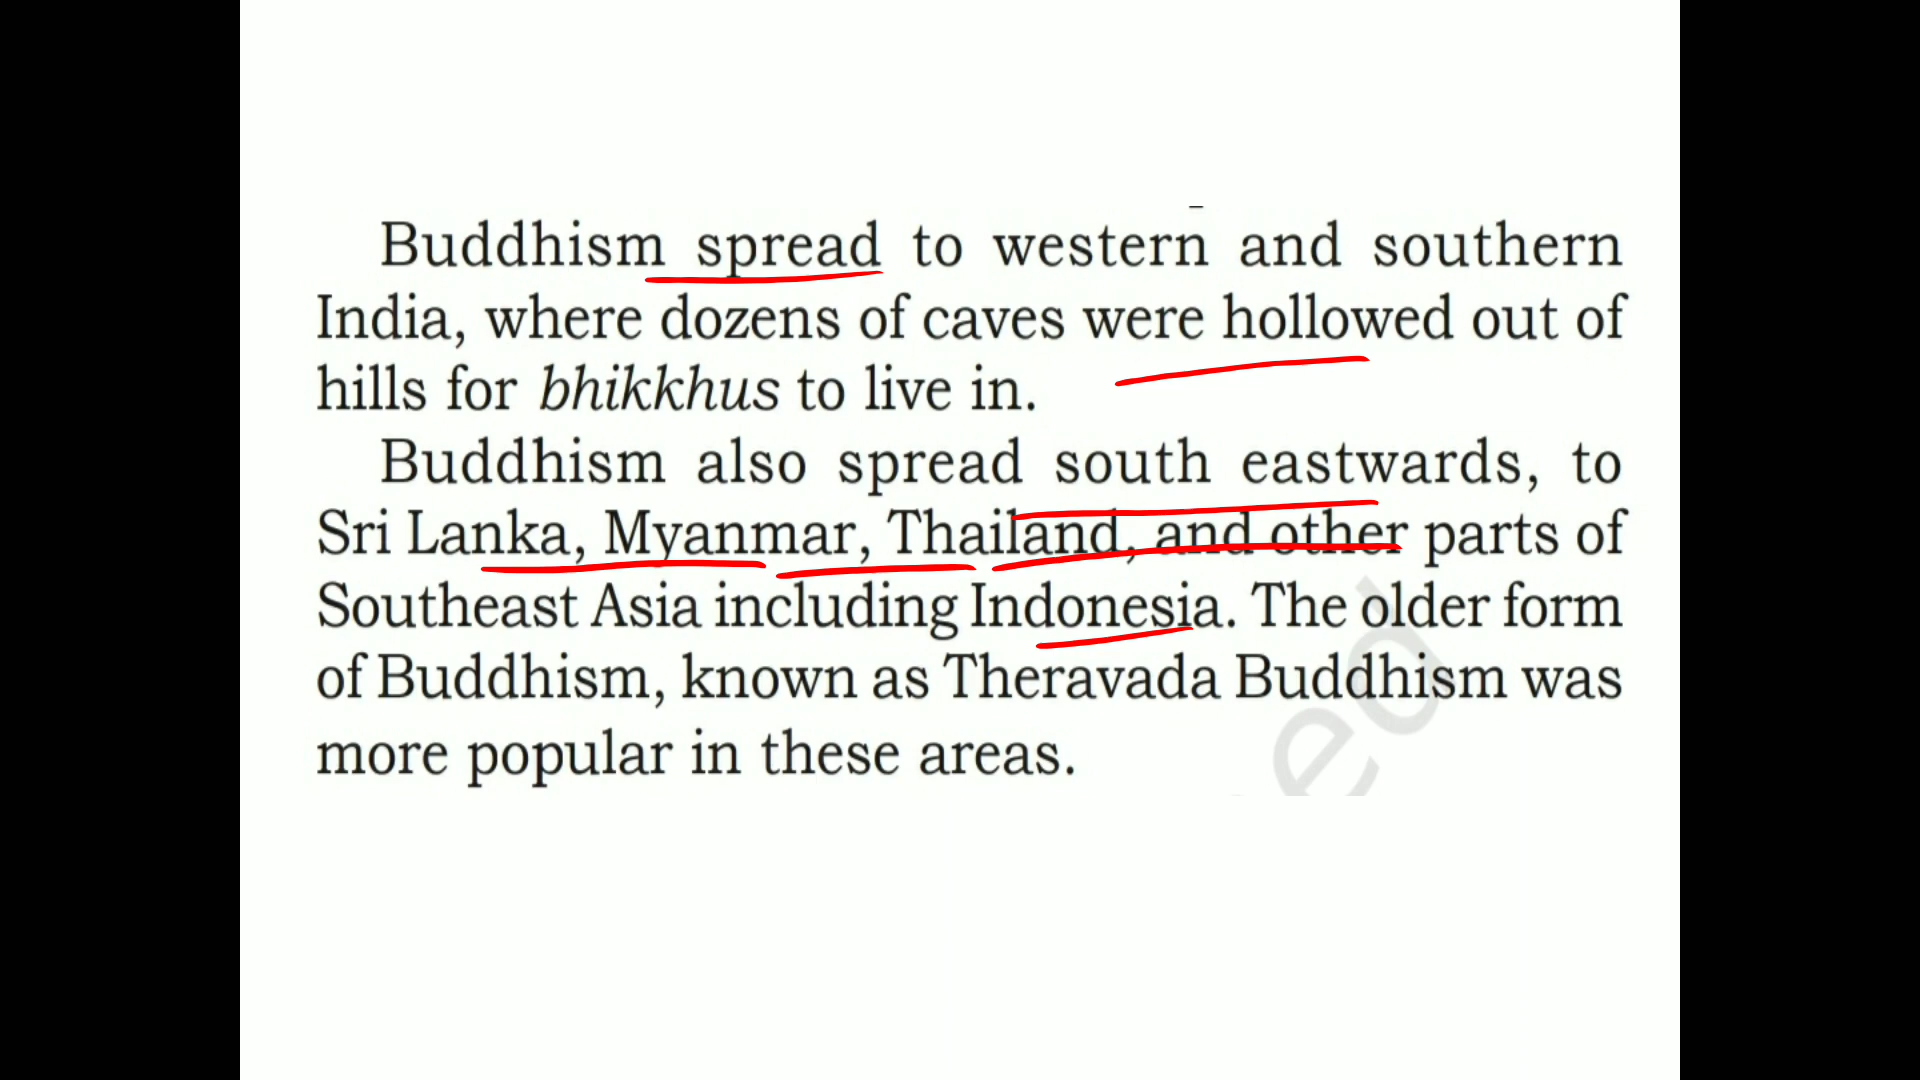 Buddhism spread to western and southern
India, where dozens of caves were hollowed out of
hills for bhikkhus to live in.
Buddhism also spread south eastwards, to
Sri Lanka, Myanmar, Thailand, and other parts of
Southeast Asia including Indonesia. The older form
of Buddhism, known as Theravada Buddhism was
more popular in these areas.
ed